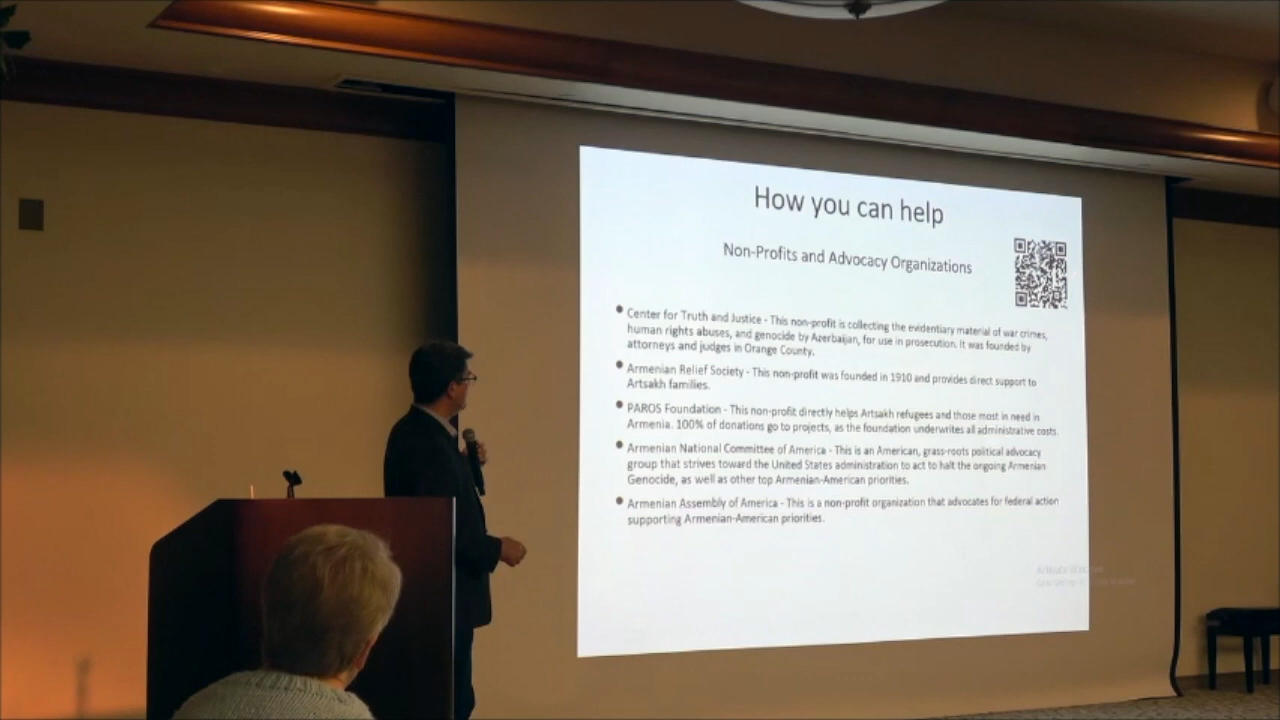 How you can help
Non-Profits and Advocacy Organizations
• Center for Truth and Justice - This non-profit is collecting the evidentiary material of war crimes,
human rights abuses, and genocide by Azerbaijan, for use in prosecution. It was founded by
attorneys and judges in Orange County.
• Armenian Relief Society - This non-profit was founded in 1910 and provides direct support to
Artsakh families.
• PAROS Foundation - This non-profit directly helps Artsakh refugees and those most in need in
Armenia. 100% of donations go to projects, as the foundation underwrites all administrative costs.
• Armenian National Committee of America - This is an American, grass-roots political advocacy
group that strives toward the United States administration to act to halt the ongoing Armenian
Genocide, as well as other top Armenian-American priorities.
• Armenian Assembly of America - This is a non-profit organization that advocates for federal action
supporting Armenian-American priorities.